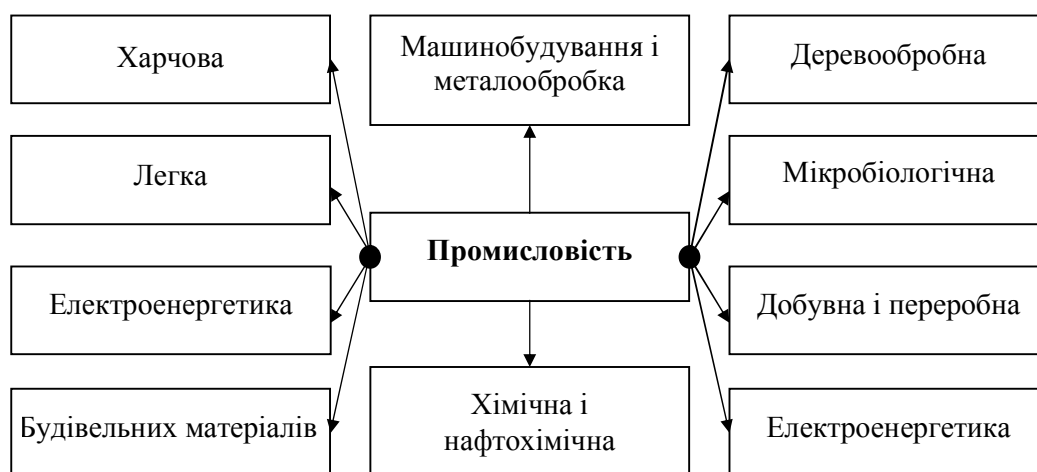 Харчова
Машинобудування і
металообробка
Деревообробна
Легка
Мікробіологічна
Промисловість
Електроенергетика
Добувна і переробна
Будівельних матеріалів
Хімічна і
нафтохімічна
Електроенергетика